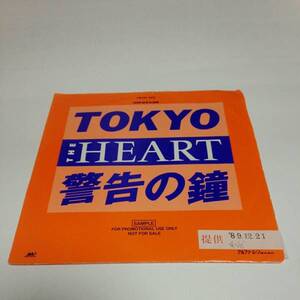 TOKYO
THE HEART
警告の鐘
SAMPLE
FOR PROMOTIONAL USE ONLY
NOT FOR SALE
提供 '89.12.21